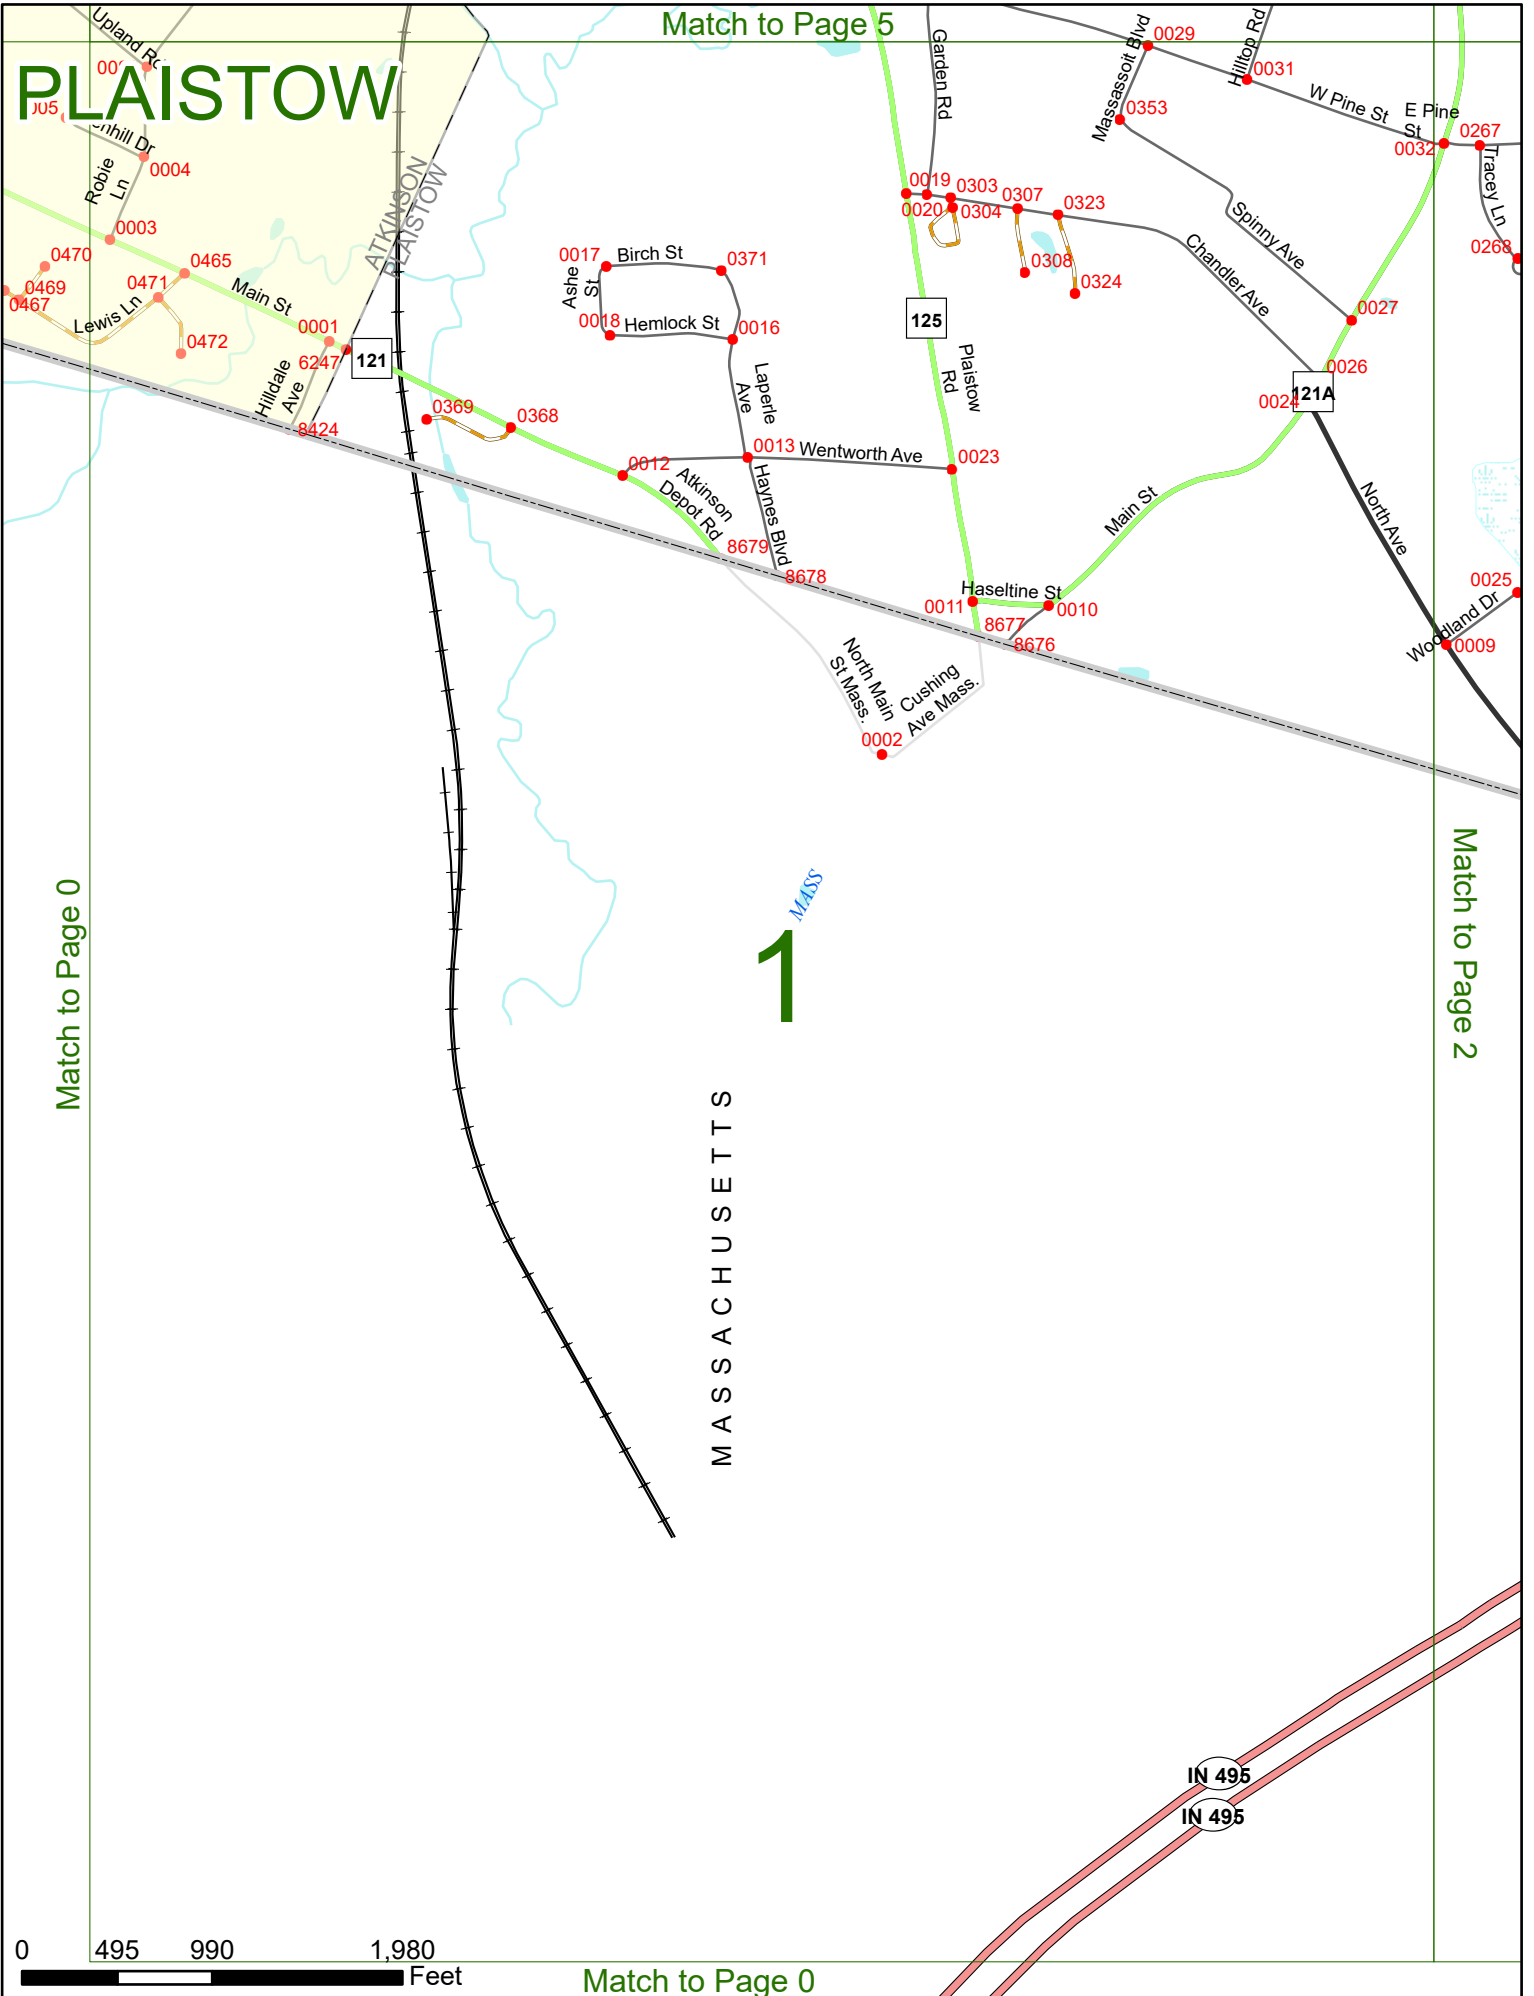 Match to Page 5
PLAISTOW
Upland Rd
0004
Robie
Ln
0003
0470
0469
0467
0471
0465
Lewis Ln
0472
Main St
0001
6247
121
Hilldale
Ave
8424
ATKINSON
PLAISTOW
0369
0368
0017
Birch St
0371
Ashe
St
0018
Hemlock St
0016
Laperle
Ave
0012
0013
Wentworth Ave
0023
Atkinson
Depot Rd
Haynes Blvd
8679
8678
Garden Rd
0019
0303
0020
0304
0307
0323
0308
0324
125
Plaistow
Rd
Massassoit Blvd
0029
Hilltop Rd
0031
0353
W Pine St
E Pine
St
0267
0032
Tracey Ln
0268
Spinny Ave
Chandler Ave
0027
0026
121A
0024
Main St
North Ave
0025
Woodland Dr
0009
Haseltine St
0011
0010
8677
8676
North Main
St Mass.
Cushing
Ave Mass.
0002
MASS
1
MASSACHUSETTS
Match to Page 0
Match to Page 2
IN 495
IN 495
0 495 990 1,980
Feet
Match to Page 0